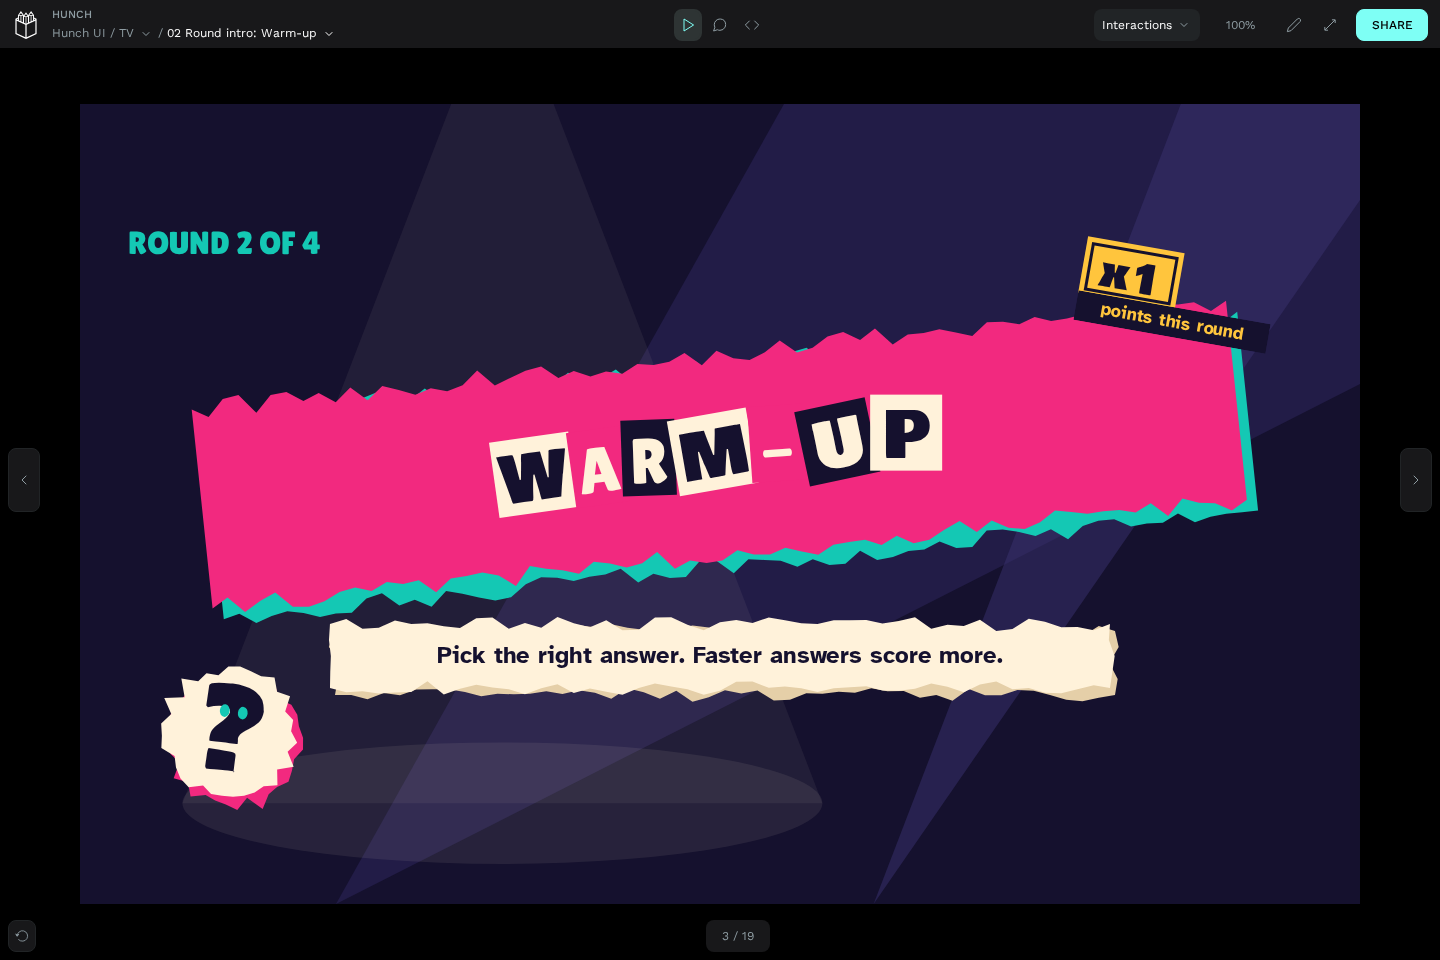 HUNCH
Hunch UI / TV / 02 Round intro: Warm-up
Interactions
100%
SHARE
ROUND 2 OF 4
x1
points this round
WARM-UP
Pick the right answer. Faster answers score more.
?
3 / 19